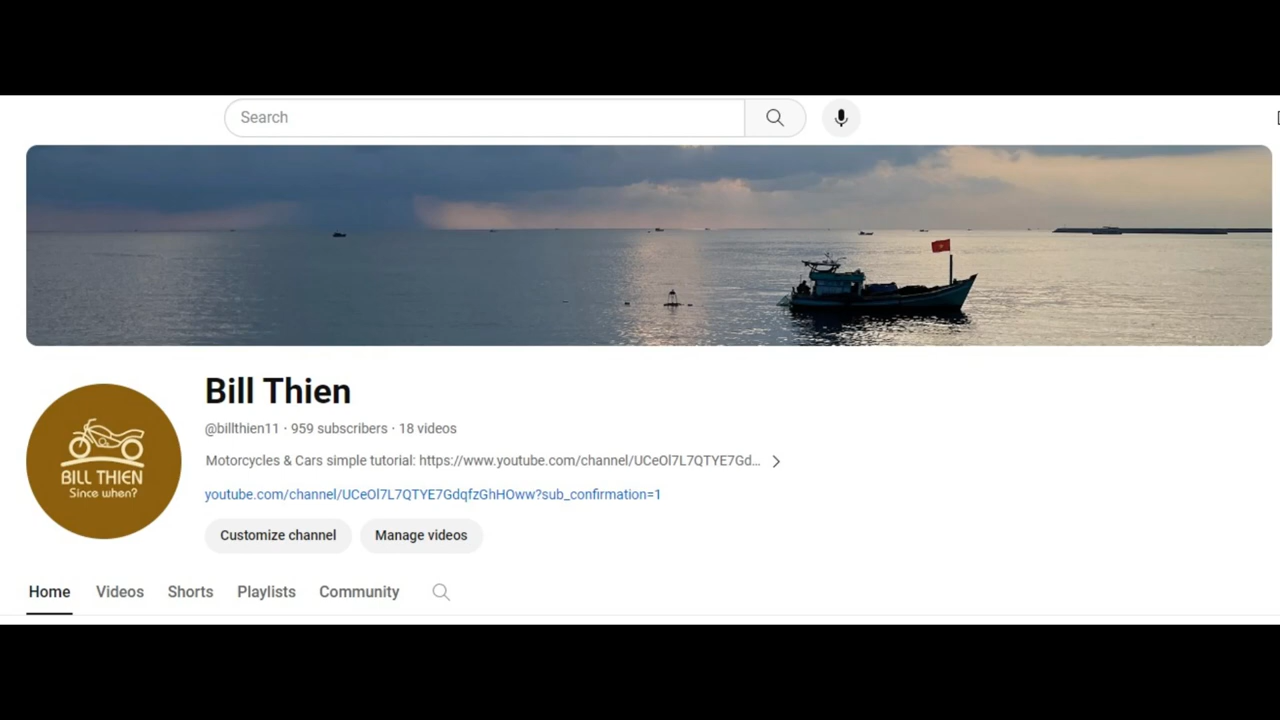 Search
Bill Thien
@billthien11 · 959 subscribers · 18 videos
Motorcycles & Cars simple tutorial: https://www.youtube.com/channel/UCeOl7L7QTYE7Gd...
youtube.com/channel/UCeOl7L7QTYE7GdqfzGhHOww?sub_confirmation=1
BILL THIEN
Since when?
Customize channel
Manage videos
Home Videos Shorts Playlists Community